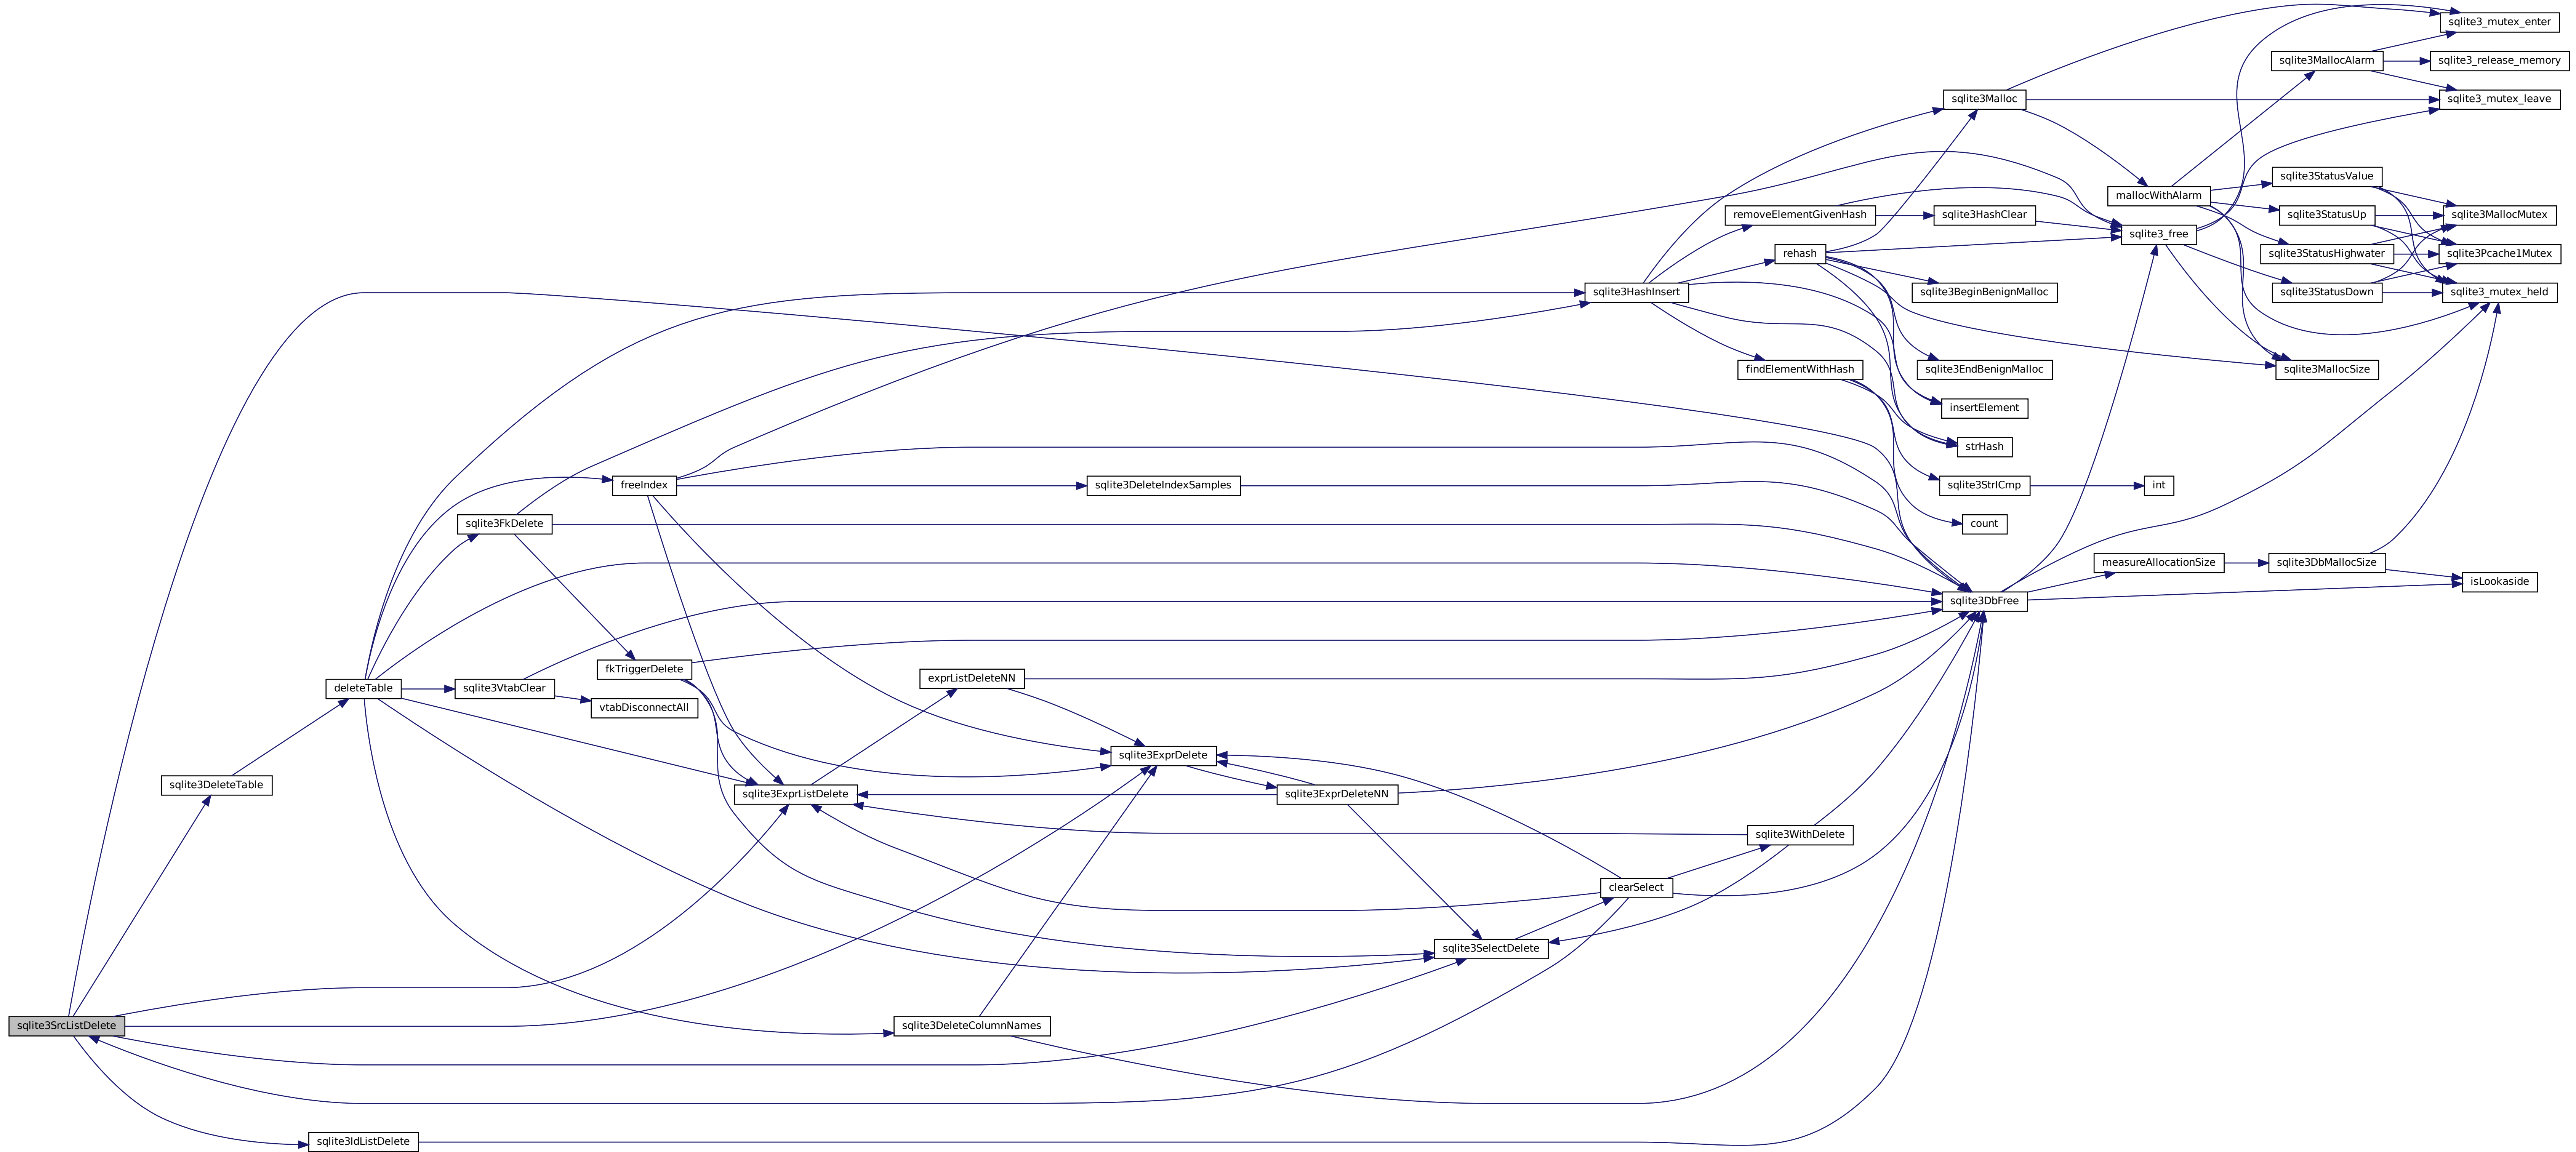 sqlite3_mutex_enter
sqlite3MallocAlarm
sqlite3_release_memory
sqlite3Malloc
sqlite3_mutex_leave
sqlite3StatusValue
mallocWithAlarm
removeElementGivenHash
sqlite3HashClear
sqlite3StatusUp
sqlite3MallocMutex
sqlite3_free
rehash
sqlite3StatusHighwater
sqlite3Pcache1Mutex
sqlite3HashInsert
sqlite3BeginBenignMalloc
sqlite3StatusDown
sqlite3_mutex_held
findElementWithHash
sqlite3EndBenignMalloc
sqlite3MallocSize
insertElement
strHash
freeIndex
sqlite3DeleteIndexSamples
sqlite3StrICmp
int
sqlite3FkDelete
count
measureAllocationSize
sqlite3DbMallocSize
isLookaside
sqlite3DbFree
fkTriggerDelete
exprListDeleteNN
deleteTable
sqlite3VtabClear
vtabDisconnectAll
sqlite3ExprDelete
sqlite3DeleteTable
sqlite3ExprListDelete
sqlite3ExprDeleteNN
sqlite3WithDelete
clearSelect
sqlite3SelectDelete
sqlite3SrcListDelete
sqlite3DeleteColumnNames
sqlite3IdListDelete